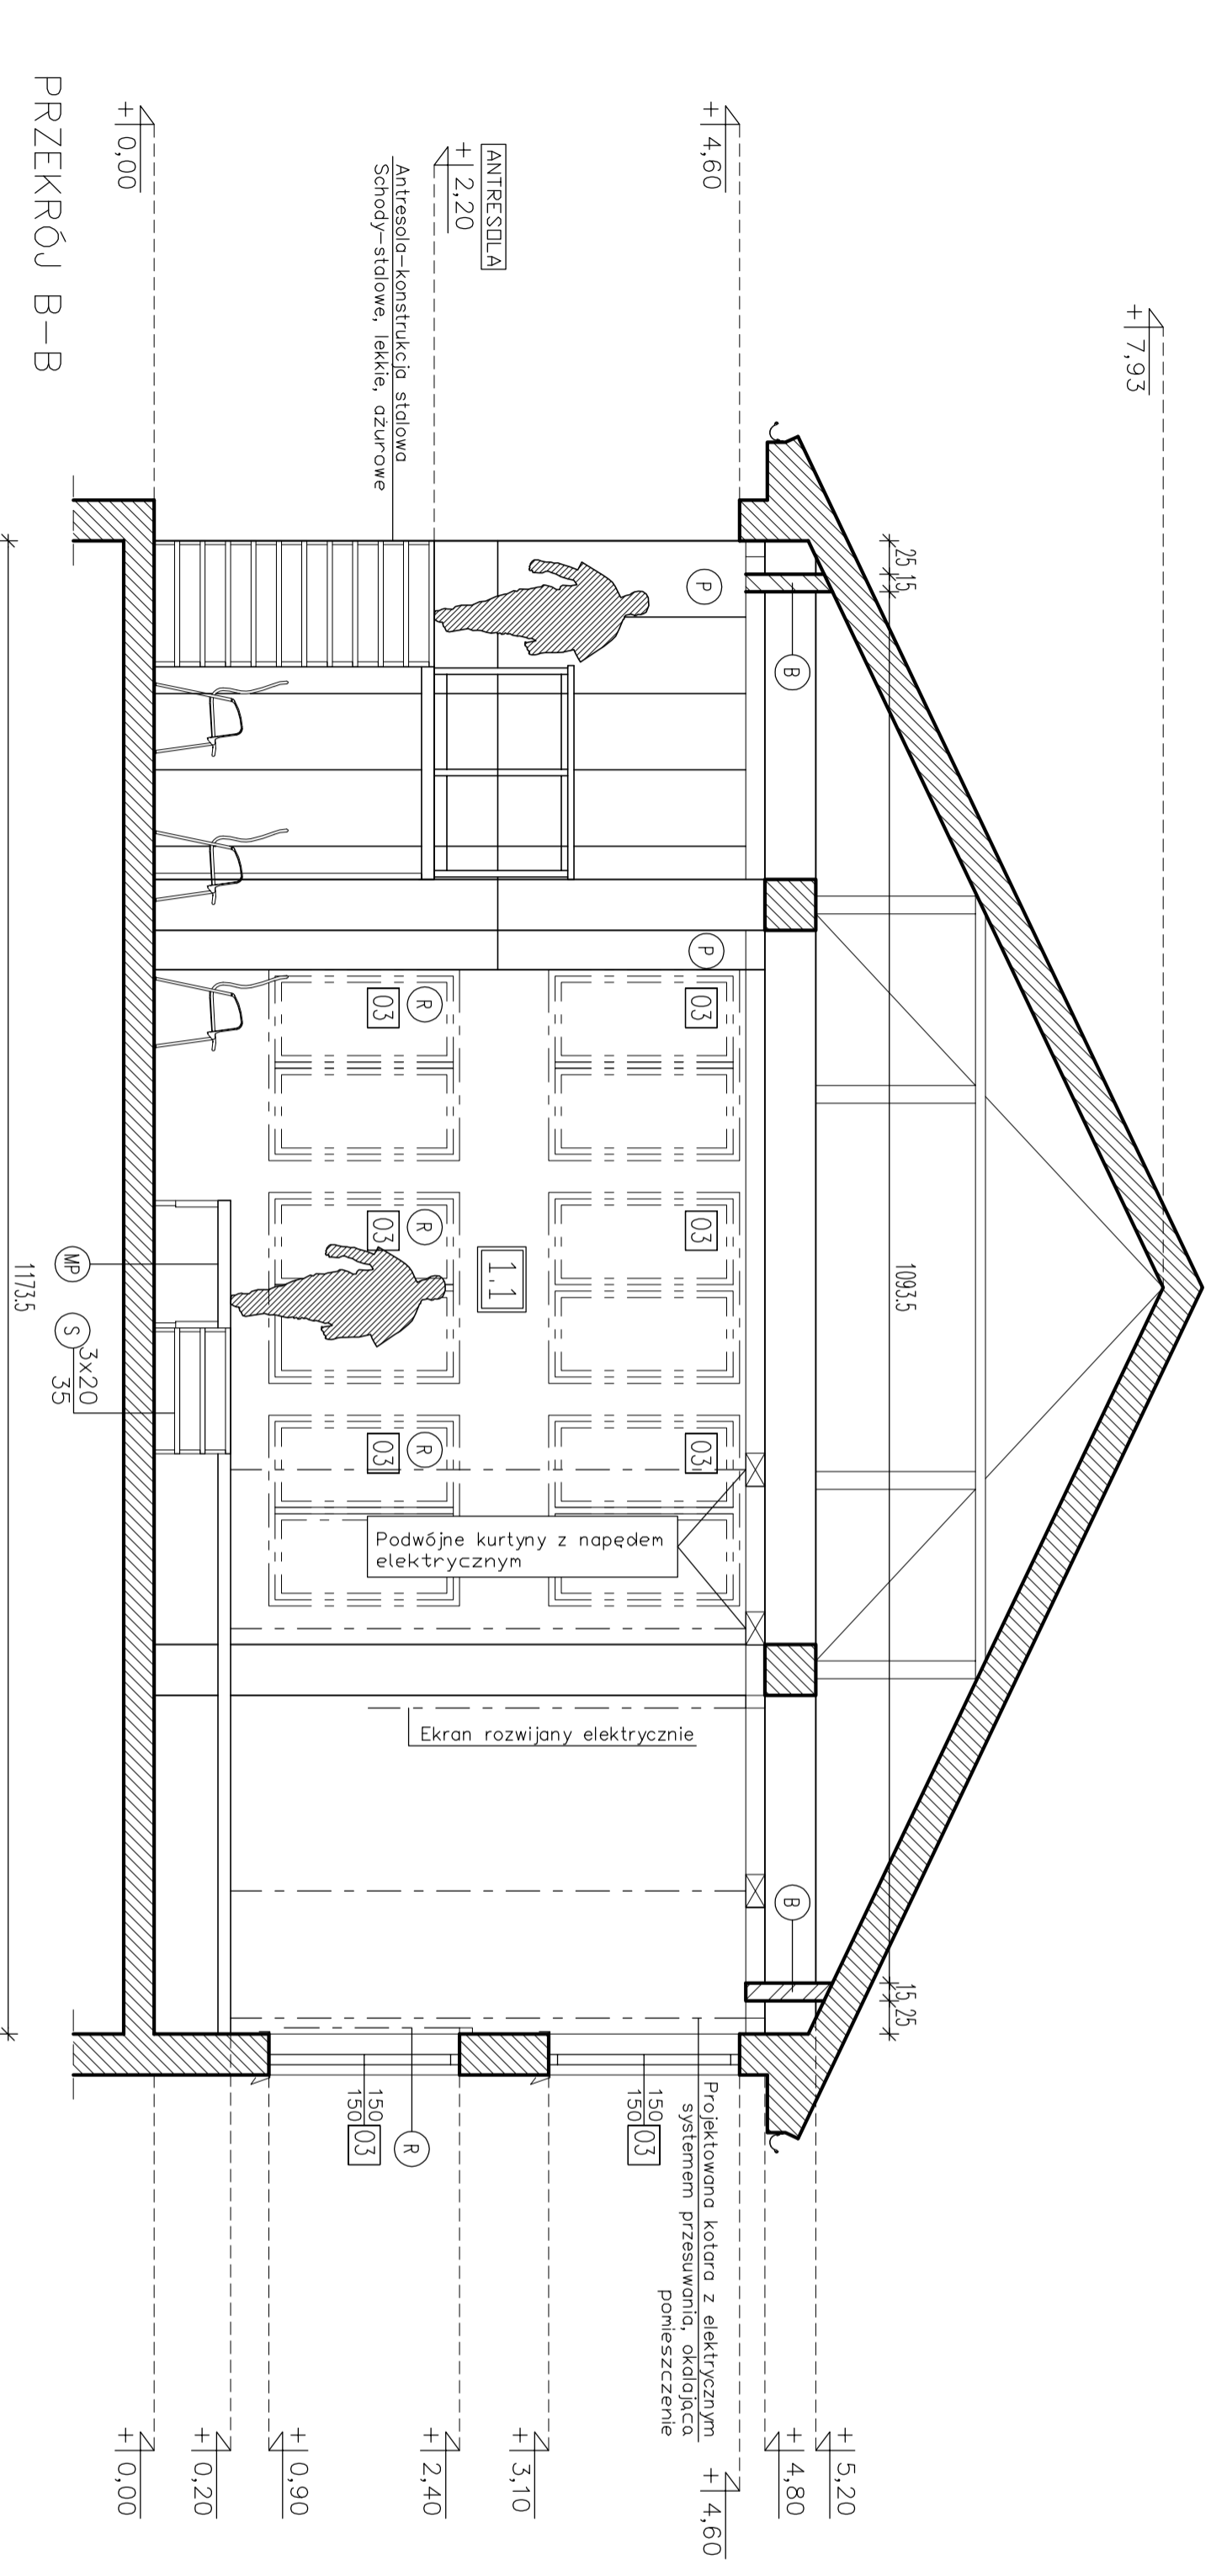 + 7,93
+ 4,60
ANTRESOLA
+ 2,20
Antresola-konstrukcja stalowa
Schody-stalowe, lekkie, ażurowe
+ 0,00
PRZEKRÓJ B-B
25 15
1093.5
15 25
B
B
P
P
03
03
03
R
R
R
03
03
03
1.1
Podwójne kurtyny z napędem
elektrycznym
Ekran rozwijany elektrycznie
MP
S
3x20
35
1173.5
Projektowana kotara z elektrycznym
systemem przesuwania, okalająca
pomieszczenie
150
150
03
150
150
03
R
+ 5,20
+ 4,80
+ 4,60
+ 3,10
+ 2,40
+ 0,90
+ 0,20
+ 0,00